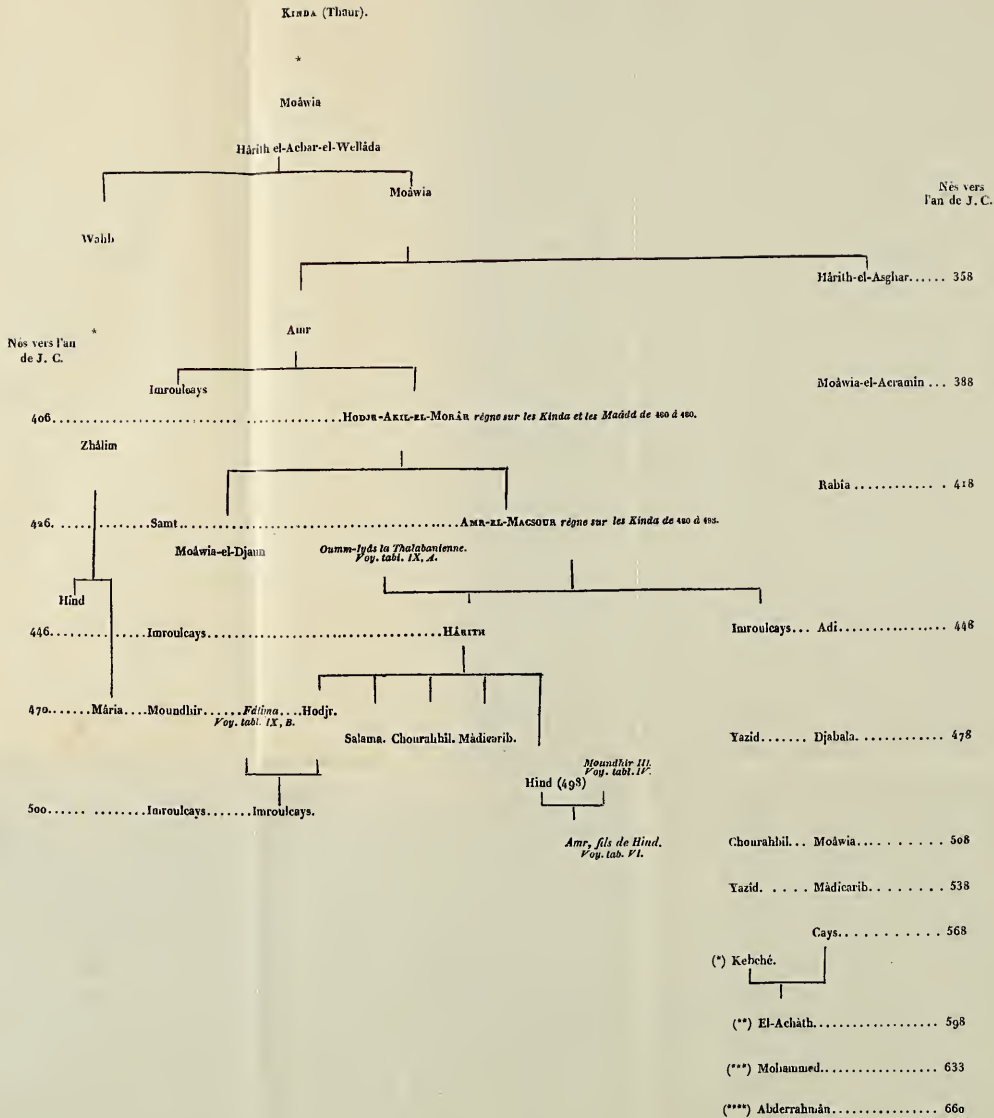 KINDA (Thaur).
*
Moâwia
Hârith el-Acbar-el-Wellâda
Moâwia
Nés vers
l'an de J. C.
Wahb
Hârith-el-Asghar...... 358
Amr
*
Nés vers l'an
de J. C.
Imroulcays
Moâwia-el-Acramin ... 388
406. HODJR-AKIL-EL-MORÂR règne sur les Kinda et les Maàdd de 460 à 480.
Zhâlim
Rabia ............ 418
426. Samt. AMR-EL-MACSOUR règne sur les Kinda de 480 à 495.
Moâwia-el-Djaun
Oumm-Iyâs la Thalabanienne.
Voy. tabl. IX, A.
Hind
446. Imroulcays. HÂRITH
Imroulcays... Adi. 448
470. Mâria.... Moundhir...... Fâtima.... Hodjr.
Voy. tabl. IX, B.
Salama. Chourahbil. Màdicarib.
Yazîd....... Djabala. 478
Moundhir III.
Voy. tabl. IV.
Hind (498)
500. Imroulcays....... Imroulcays.
Amr, fils de Hind.
Voy. tab. VI.
Chourahbil... Moâwia. 508
Yazîd. .... Màdicarib. 538
Cays. 568
(*) Kebché.
(**) El-Achàth. 598
(***) Mohammed. 633
(****) Abderrahmân. 660